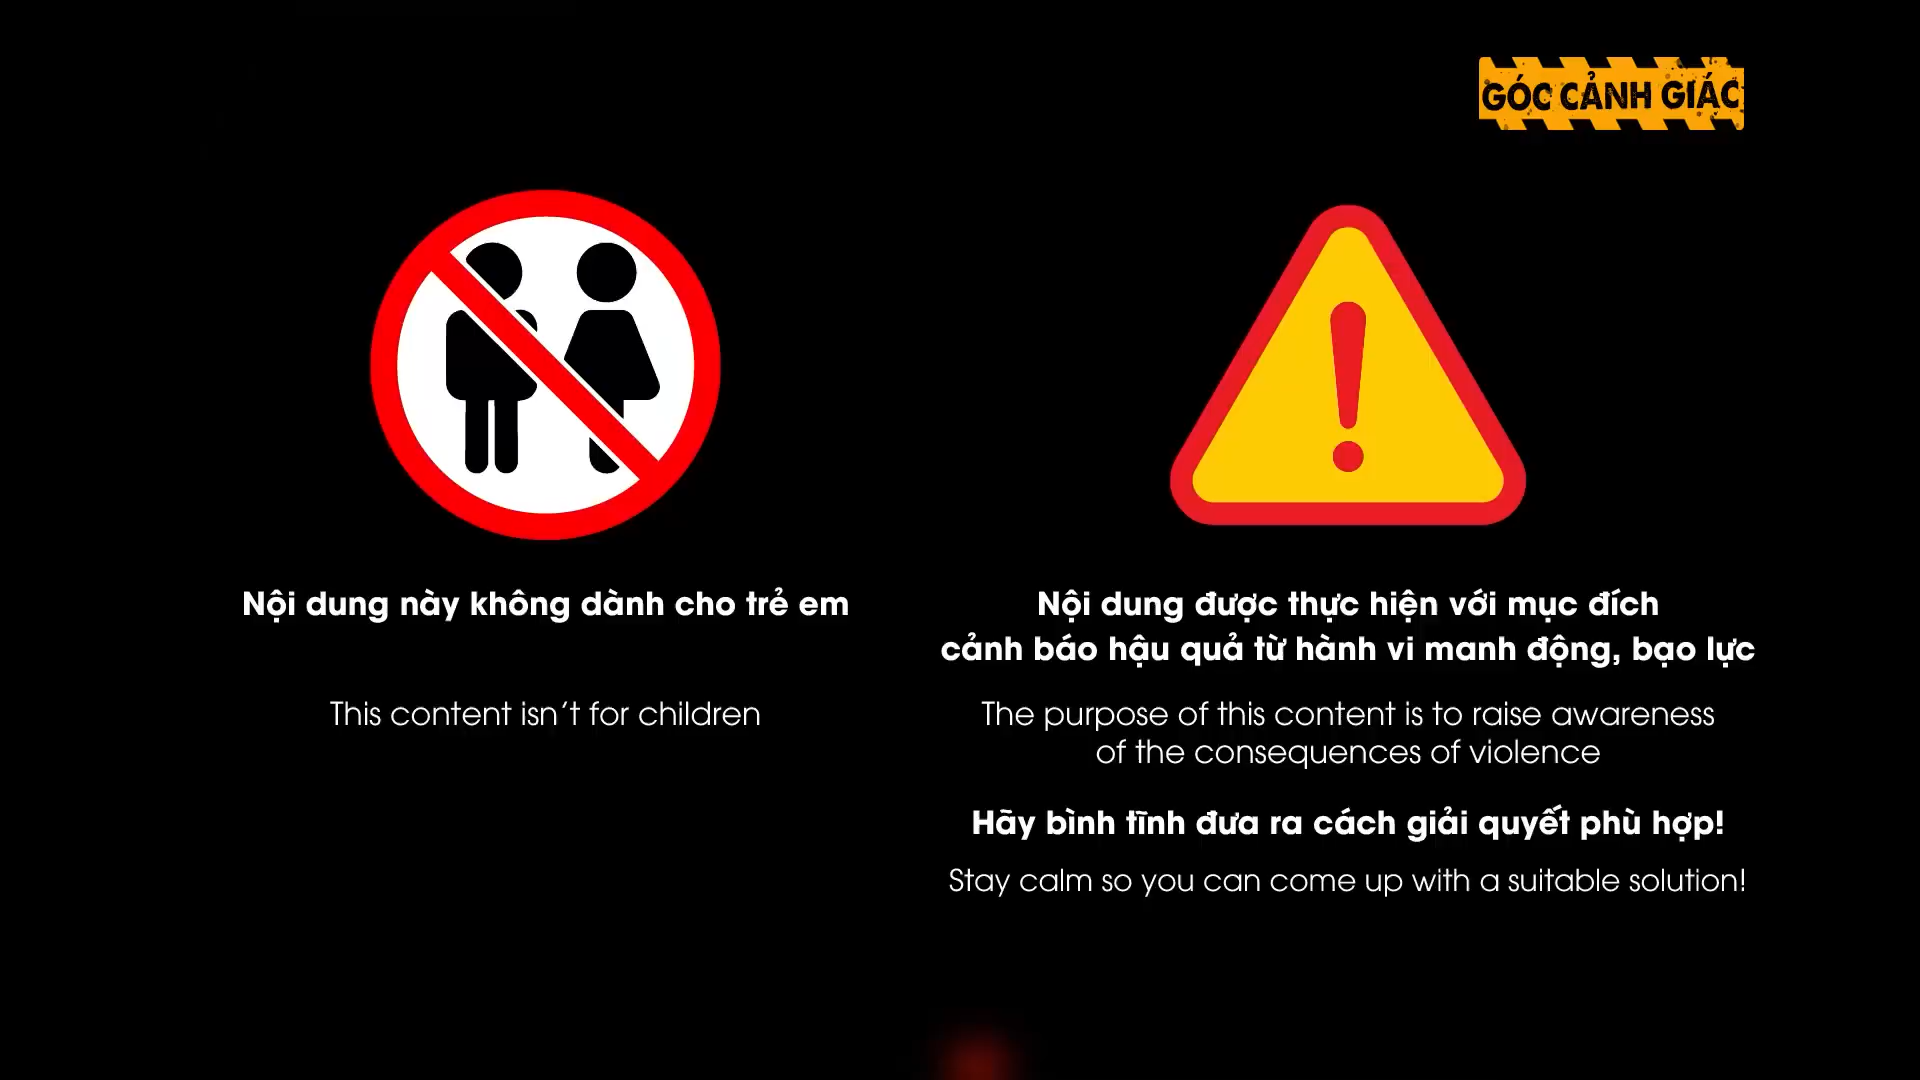 GÓC CẢNH GIÁC
Nội dung này không dành cho trẻ em
This content isn't for children
Nội dung được thực hiện với mục đích
cảnh báo hậu quả từ hành vi manh động, bạo lực
The purpose of this content is to raise awareness
of the consequences of violence
Hãy bình tĩnh đưa ra cách giải quyết phù hợp!
Stay calm so you can come up with a suitable solution!